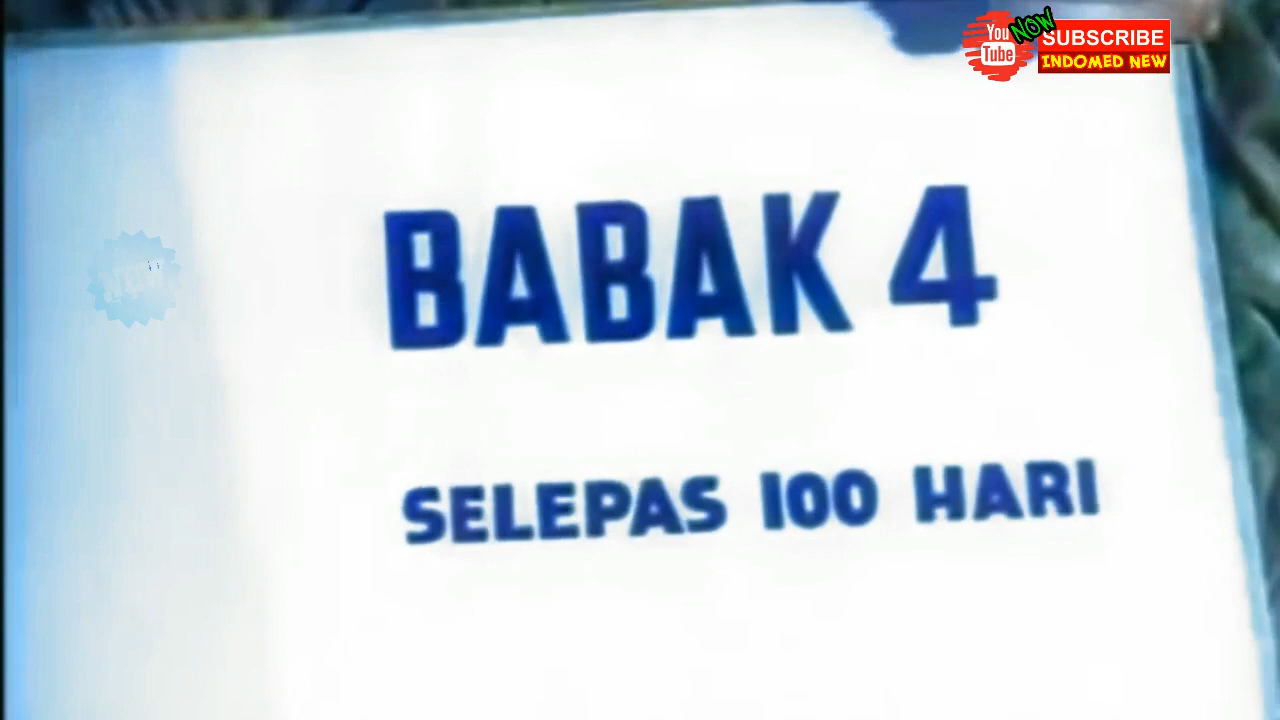 You
Tube
NOW
SUBSCRIBE
INDOMED NEW
BABAK 4
SELEPAS 100 HARI